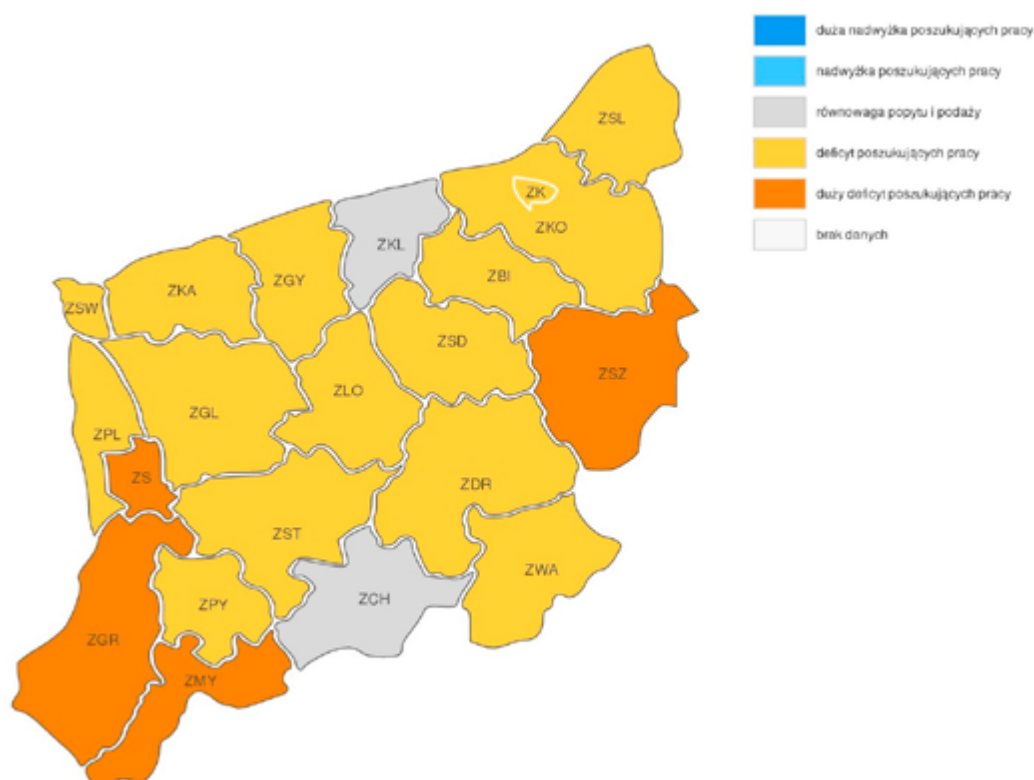 duża nadwyżka poszukujących pracy
nadwyżka poszukujących pracy
równowaga popytu i podaży
deficyt poszukujących pracy
duży deficyt poszukujących pracy
brak danych
ZSL
ZK
ZKO
ZKL
ZBI
ZGY
ZKA
ZSW
ZSD
ZSZ
ZLO
ZGL
ZPL
ZS
ZDR
ZST
ZWA
ZCH
ZPY
ZGR
ZMY